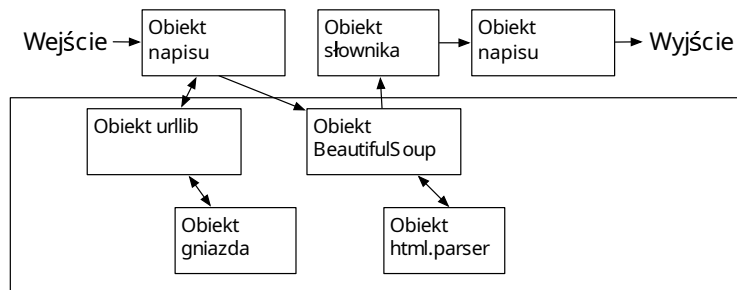 Wejście
Obiekt
napisu
Obiekt
słownika
Obiekt
napisu
Wyjście
Obiekt urllib
Obiekt
BeautifulSoup
Obiekt
gniazda
Obiekt
html.parser